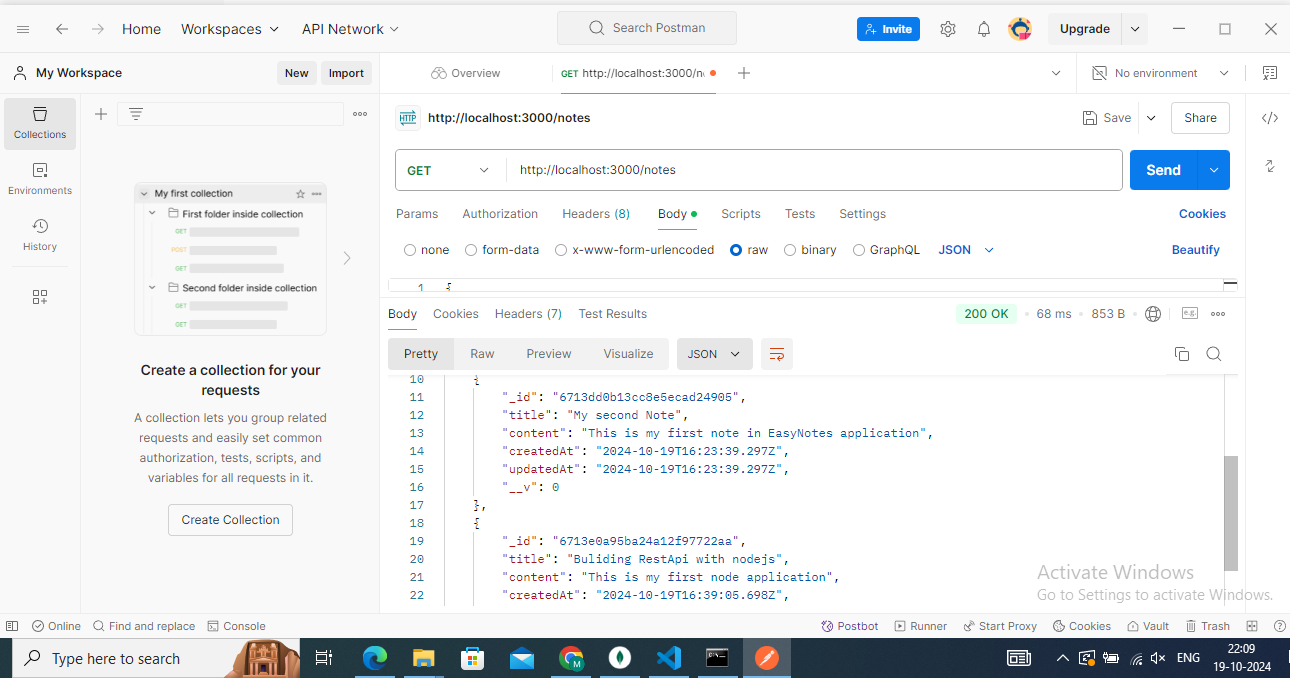 Home Workspaces API Network Search Postman Invite Upgrade
My Workspace New Import Overview GET http://localhost:3000/n No environment
Collections
Environments
History
My first collection
First folder inside collection
GET
POST
GET
Second folder inside collection
GET
GET
Create a collection for your
requests
A collection lets you group related
requests and easily set common
authorization, tests, scripts, and
variables for all requests in it.
Create Collection
HTTP http://localhost:3000/notes Save Share
GET http://localhost:3000/notes Send
Params Authorization Headers (8) Body Scripts Tests Settings Cookies
none form-data x-www-form-urlencoded raw binary GraphQL JSON Beautify
1 {
Body Cookies Headers (7) Test Results 200 OK 68 ms 853 B e.g.
Pretty Raw Preview Visualize JSON
10 {
11 "_id": "6713dd0b13cc8e5ecad24905",
12 "title": "My second Note",
13 "content": "This is my first note in EasyNotes application",
14 "createdAt": "2024-10-19T16:23:39.297Z",
15 "updatedAt": "2024-10-19T16:23:39.297Z",
16 "__v": 0
17 },
18 {
19 "_id": "6713e0a95ba24a12f97722aa",
20 "title": "Buliding RestApi with nodejs",
21 "content": "This is my first node application",
22 "createdAt": "2024-10-19T16:39:05.698Z",
Activate Windows
Go to Settings to activate Windows.
Online Find and replace Console Postbot Runner Start Proxy Cookies Vault Trash
Type here to search M ENG 22:09
19-10-2024